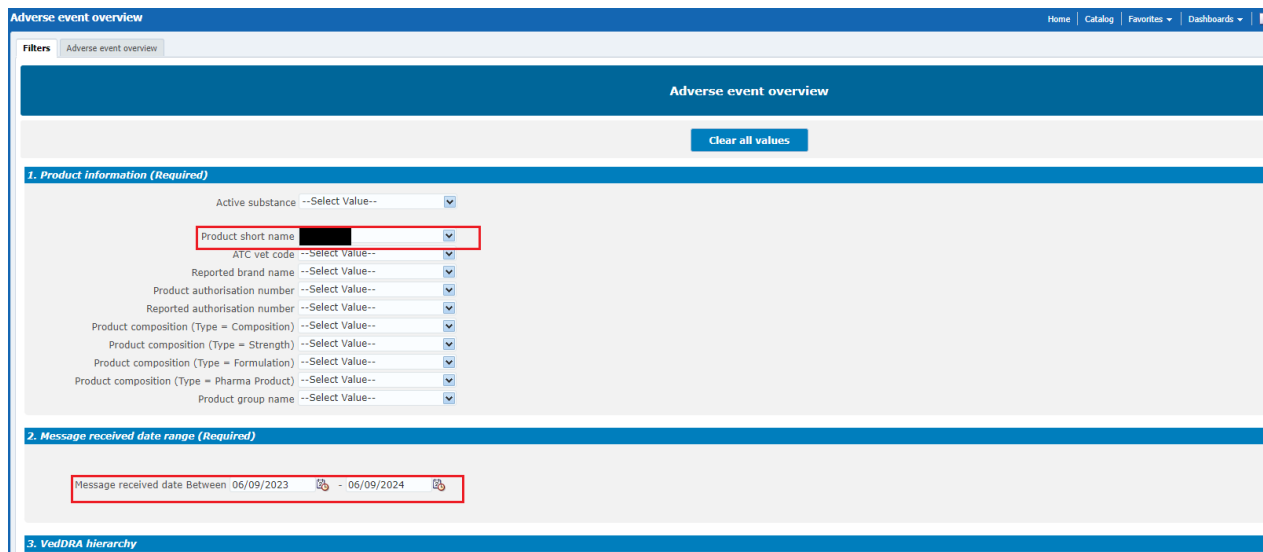 Adverse event overview Home Catalog Favorites Dashboards
Filters Adverse event overview
Adverse event overview
Clear all values
1. Product information (Required)
Active substance --Select Value--
Product short name
ATC vet code --Select Value--
Reported brand name --Select Value--
Product authorisation number --Select Value--
Reported authorisation number --Select Value--
Product composition (Type = Composition) --Select Value--
Product composition (Type = Strength) --Select Value--
Product composition (Type = Formulation) --Select Value--
Product composition (Type = Pharma Product) --Select Value--
Product group name --Select Value--
2. Message received date range (Required)
Message received date Between 06/09/2023 - 06/09/2024
3. VedDRA hierarchy